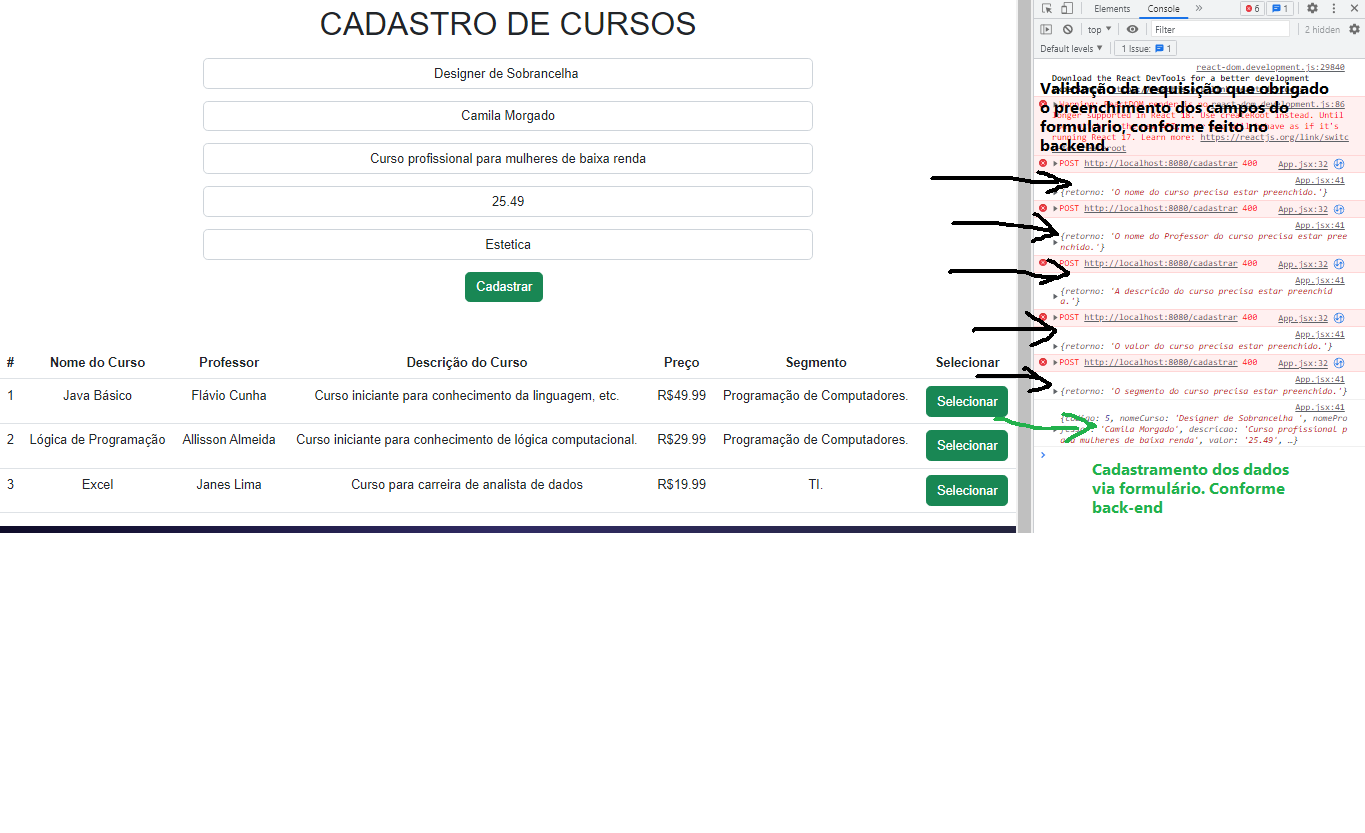 CADASTRO DE CURSOS
Designer de Sobrancelha
Camila Morgado
Curso profissional para mulheres de baixa renda
25.49
Estetica
Cadastrar
# Nome do Curso Professor Descrição do Curso Preço Segmento Selecionar
1 Java Básico Flávio Cunha Curso iniciante para conhecimento da linguagem, etc. R$49.99 Programação de Computadores. Selecionar
2 Lógica de Programação Allisson Almeida Curso iniciante para conhecimento de lógica computacional. R$29.99 Programação de Computadores. Selecionar
3 Excel Janes Lima Curso para carreira de analista de dados R$19.99 TI. Selecionar
Elements Console » 6 1
top Filter 2 hidden
Default levels 1 Issue: 1
react-dom.development.js:29840
Download the React DevTools for a better development
Validação da requisição que obrigado
o preenchimento dos campos do
formulario, conforme feito no
backend.
react-dom.development.js:86
longer supported in React 18. Use createRoot instead. Until
have as if it's
running React 17. Learn more: https://reactjs.org/link/switc
root
POST http://localhost:8080/cadastrar 400 App.jsx:32
App.jsx:41
{retorno: 'O nome do curso precisa estar preenchido.'}
POST http://localhost:8080/cadastrar 400 App.jsx:32
App.jsx:41
{retorno: 'O nome do Professor do curso precisa estar pree
nchido.'}
POST http://localhost:8080/cadastrar 400 App.jsx:32
App.jsx:41
{retorno: 'A descricão do curso precisa estar preenchid
a.'}
POST http://localhost:8080/cadastrar 400 App.jsx:32
App.jsx:41
{retorno: 'O valor do curso precisa estar preenchido.'}
POST http://localhost:8080/cadastrar 400 App.jsx:32
App.jsx:41
{retorno: 'O segmento do curso precisa estar preenchido.'}
App.jsx:41
{codigo: 5, nomeCurso: 'Designer de Sobrancelha ', nomePro
'Camila Morgado', descricao: 'Curso profissional p
ara mulheres de baixa renda', valor: '25.49', …}
Cadastramento dos dados
via formulário. Conforme
back-end